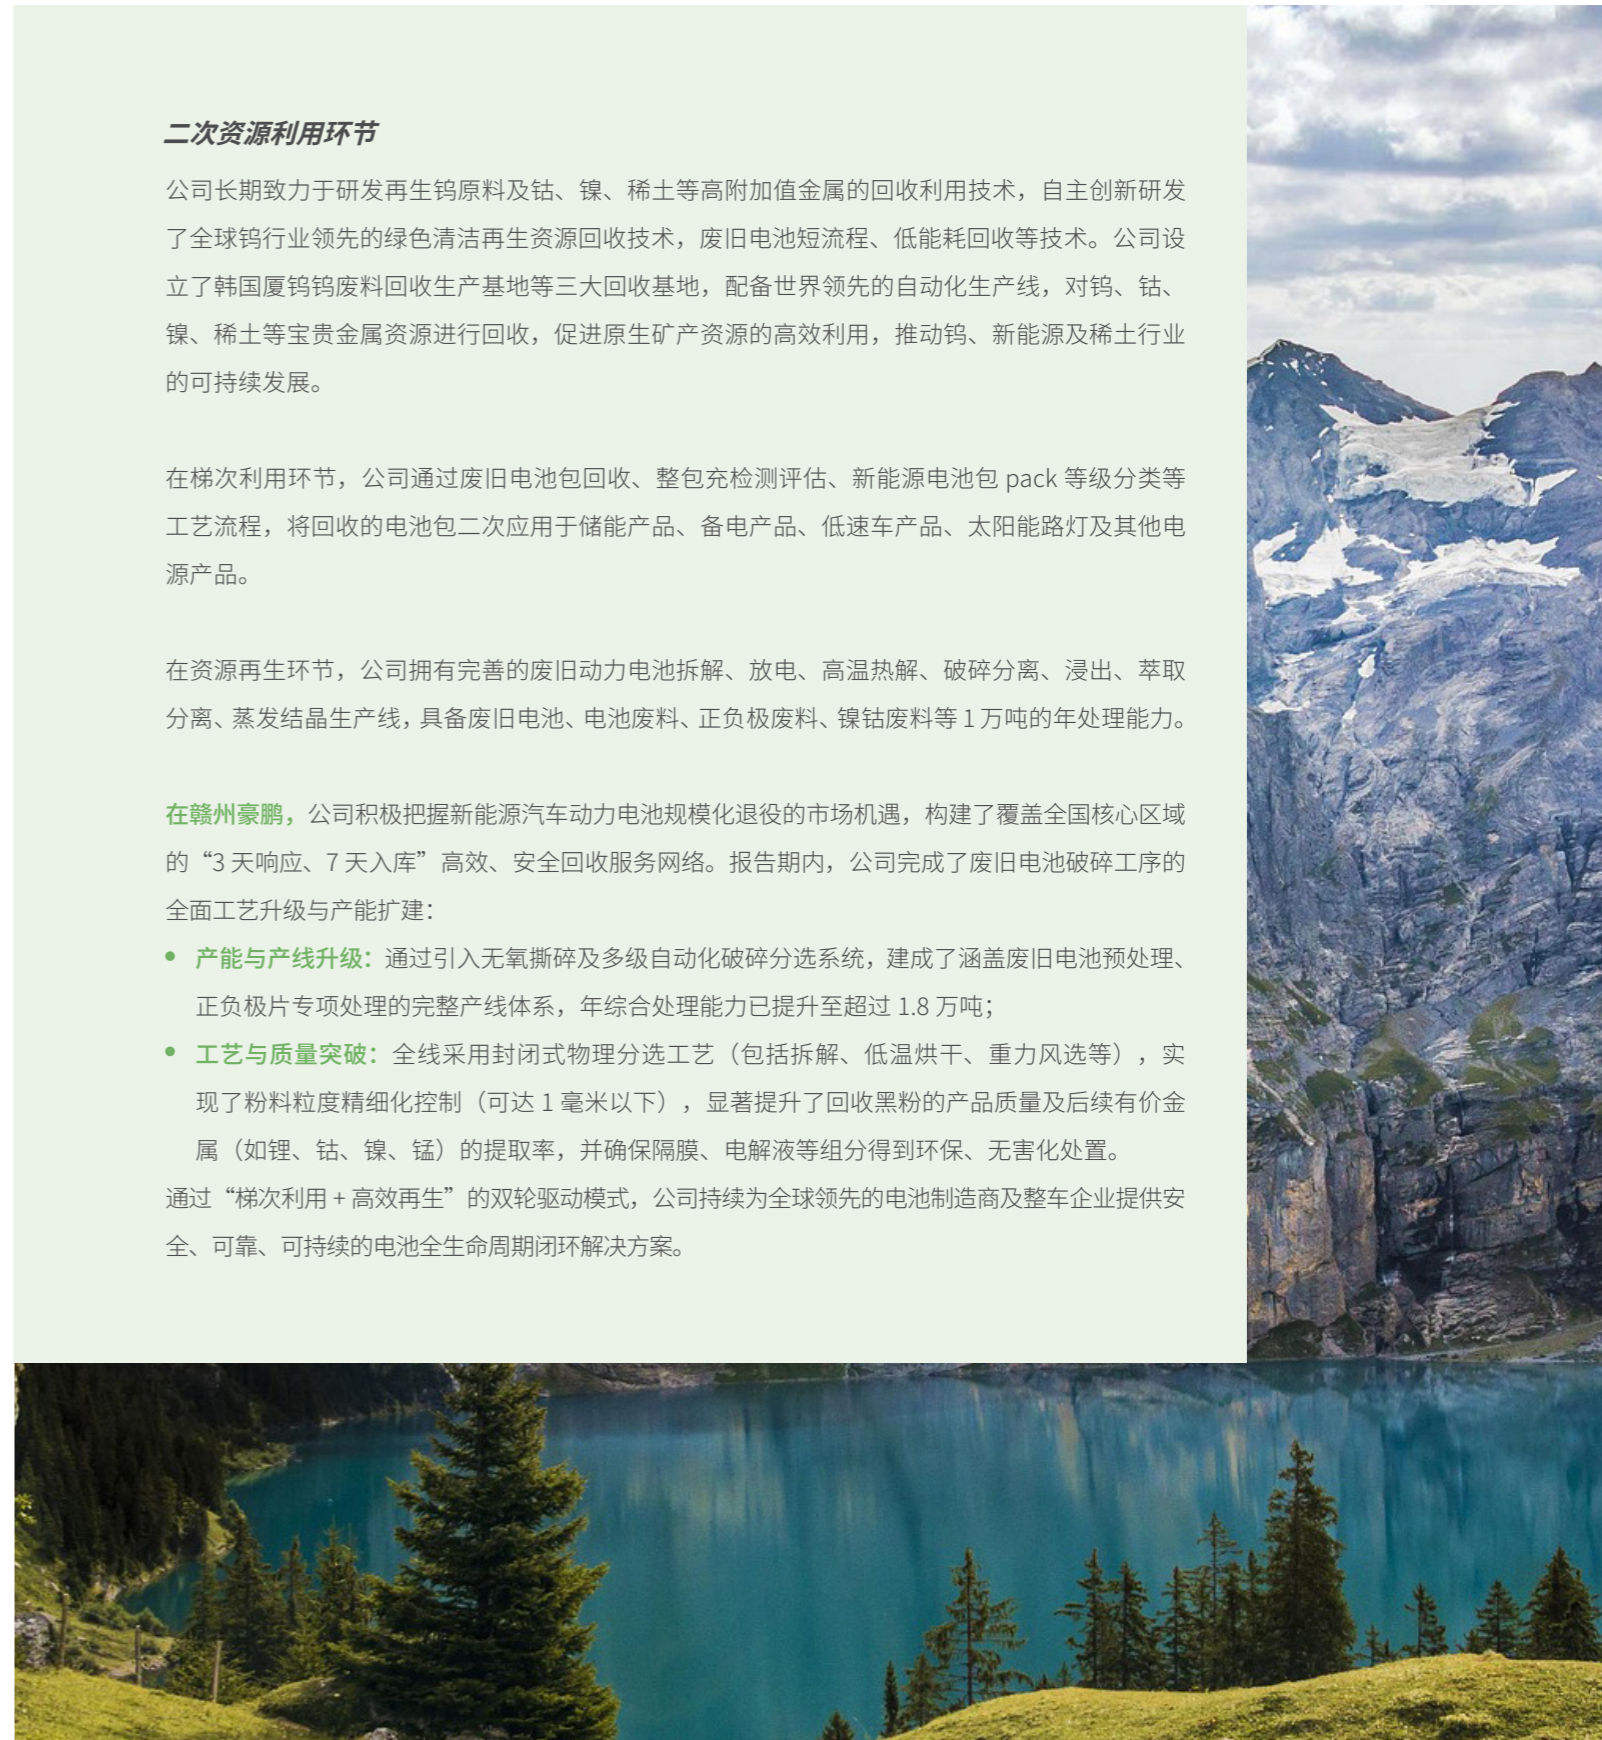 二次资源利用环节
公司长期致力于研发再生钨原料及钴、镍、稀土等高附加值金属的回收利用技术，自主创新研发
了全球钨行业领先的绿色清洁再生资源回收技术，废旧电池短流程、低能耗回收等技术。公司设
立了韩国厦钨钨废料回收生产基地等三大回收基地，配备世界领先的自动化生产线，对钨、钴、
镍、稀土等宝贵金属资源进行回收，促进原生矿产资源的高效利用，推动钨、新能源及稀土行业
的可持续发展。
在梯次利用环节，公司通过废旧电池包回收、整包充检测评估、新能源电池包 pack 等级分类等
工艺流程，将回收的电池包二次应用于储能产品、备电产品、低速车产品、太阳能路灯及其他电
源产品。
在资源再生环节，公司拥有完善的废旧动力电池拆解、放电、高温热解、破碎分离、浸出、萃取
分离、蒸发结晶生产线，具备废旧电池、电池废料、正负极废料、镍钴废料等 1 万吨的年处理能力。
在赣州豪鹏，公司积极把握新能源汽车动力电池规模化退役的市场机遇，构建了覆盖全国核心区域
的“3 天响应、7 天入库”高效、安全回收服务网络。报告期内，公司完成了废旧电池破碎工序的
全面工艺升级与产能扩建：
• 产能与产线升级：通过引入无氧撕碎及多级自动化破碎分选系统，建成了涵盖废旧电池预处理、
正负极片专项处理的完整产线体系，年综合处理能力已提升至超过 1.8 万吨；
• 工艺与质量突破：全线采用封闭式物理分选工艺（包括拆解、低温烘干、重力风选等），实
现了粉料粒度精细化控制（可达 1 毫米以下），显著提升了回收黑粉的产品质量及后续有价金
属（如锂、钴、镍、锰）的提取率，并确保隔膜、电解液等组分得到环保、无害化处置。
通过“梯次利用 + 高效再生”的双轮驱动模式，公司持续为全球领先的电池制造商及整车企业提供安
全、可靠、可持续的电池全生命周期闭环解决方案。